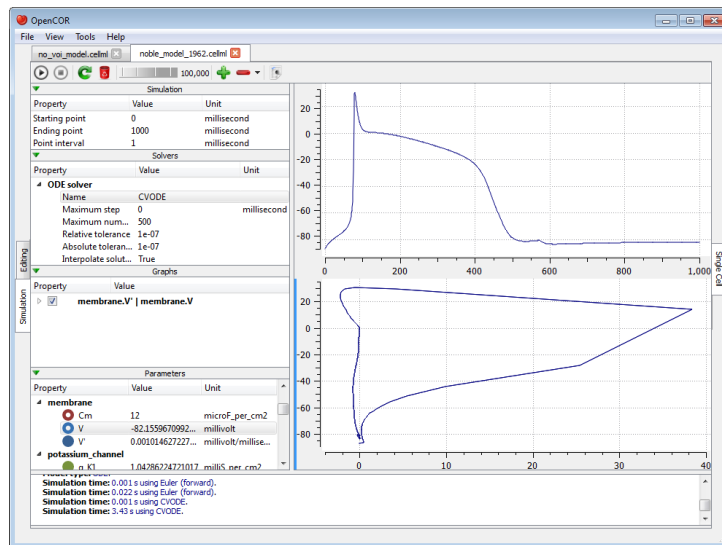 OpenCOR
File View Tools Help
no_voi_model.cellml noble_model_1962.cellml
100,000
Simulation
Property Value Unit
Starting point 0 millisecond
Ending point 1000 millisecond
Point interval 1 millisecond
Solvers
Property Value Unit
ODE solver
Name CVODE
Maximum step 0 millisecond
Maximum num... 500
Relative tolerance 1e-07
Absolute toleran... 1e-07
Interpolate solut... True
Graphs
Property Value
membrane.V' | membrane.V
Parameters
Property Value Unit
membrane
Cm 12 microF_per_cm2
V -82.1559670992... millivolt
V' 0.001014627227... millivolt/millise...
potassium_channel
g_K1 1.04286224721017 milliS_per_cm2
Simulation time: 0.001 s using Euler (forward).
Simulation time: 0.022 s using Euler (forward).
Simulation time: 0.001 s using CVODE.
Simulation time: 3.43 s using CVODE.
Editing
Simulation
Single Cell
20
0
-20
-40
-60
-80
0 200 400 600 800 1,000
20
0
-20
-40
-60
-80
0 10 20 30 40